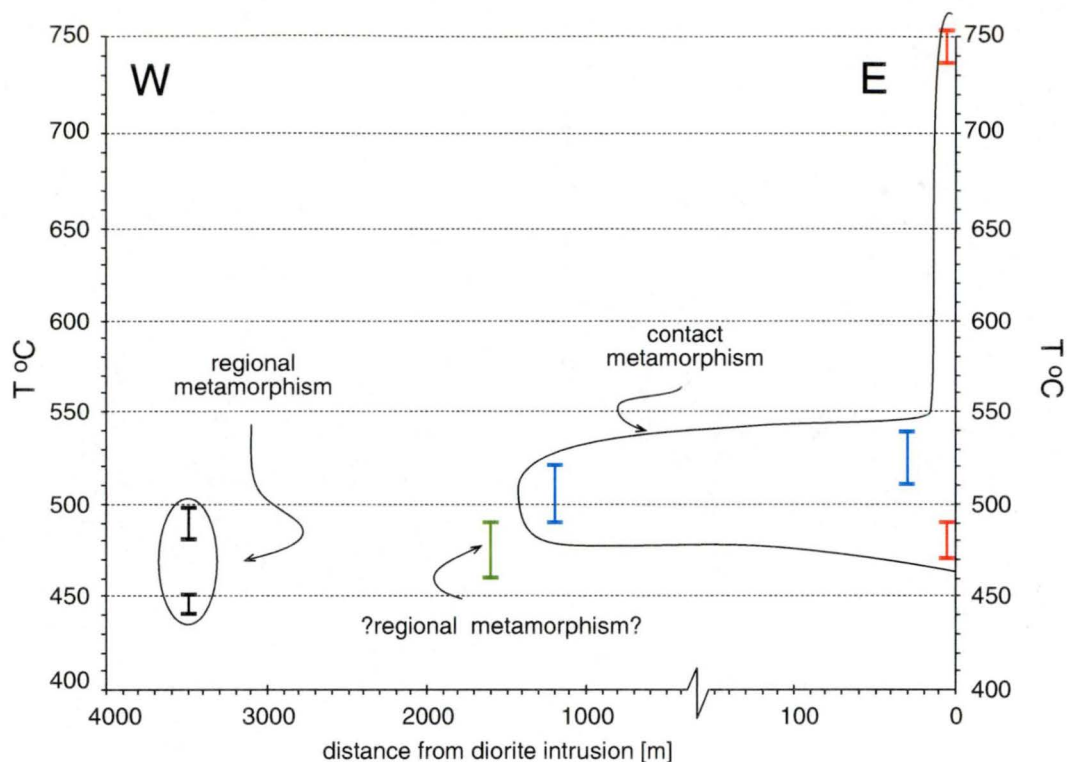 W
E
T °C
750
700
650
600
550
500
450
400
750
700
650
600
550
500
450
400
T °C
regional
metamorphism
contact
metamorphism
?regional metamorphism?
4000
3000
2000
1000
100
0
distance from diorite intrusion [m]